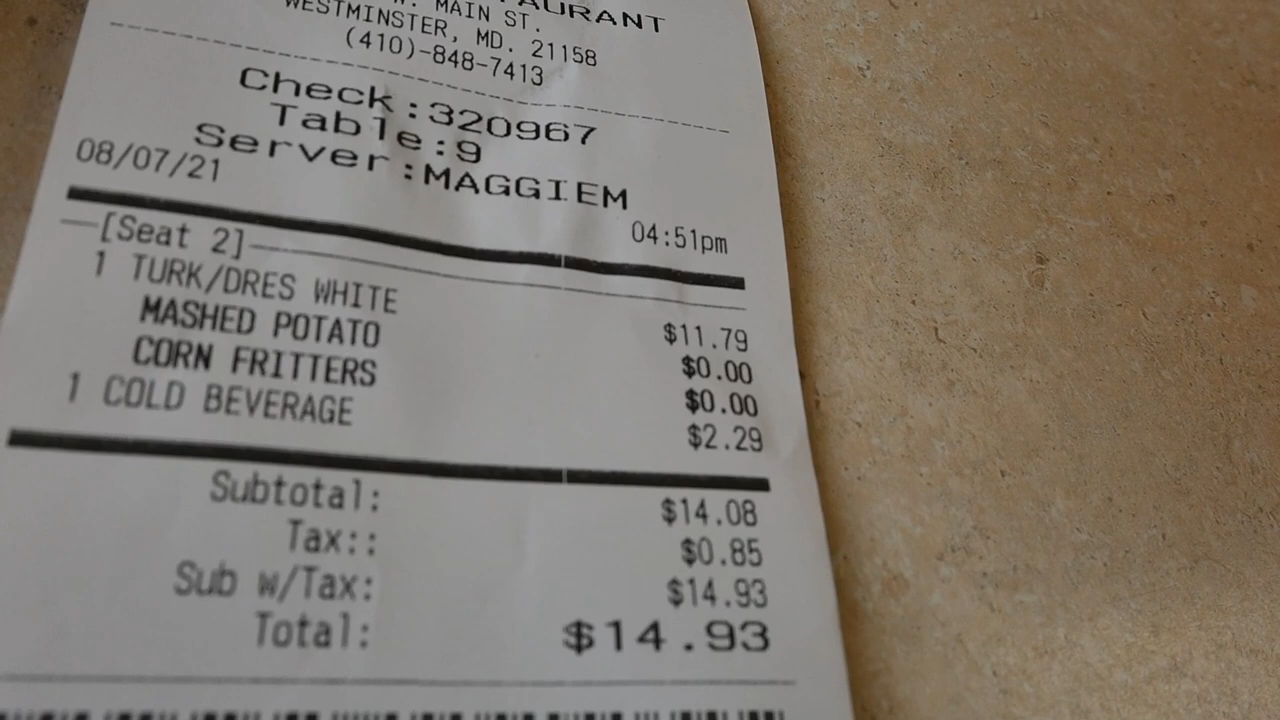 AURANT
MAIN ST.
WESTMINSTER, MD. 21158
(410)-848-7413
Check:320967
Table:9
Server:MAGGIEM
08/07/21 04:51pm
[Seat 2]
1 TURK/DRES WHITE $11.79
MASHED POTATO $0.00
CORN FRITTERS $0.00
1 COLD BEVERAGE $2.29
Subtotal: $14.08
Tax:: $0.85
Sub w/Tax: $14.93
Total: $14.93